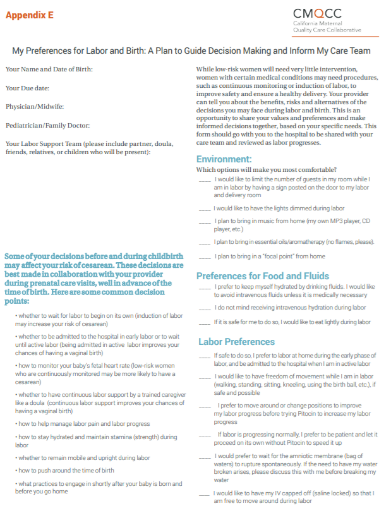 Appendix E
CMQCC
California Maternal
Quality Care Collaborative
My Preferences for Labor and Birth: A Plan to Guide Decision Making and Inform My Care Team
Your Name and Date of Birth:
Your Due date:
Physician/Midwife:
Pediatrician/Family Doctor:
Your Labor Support Team (please include partner, doula,
friends, relatives, or children who will be present):
Some of your decisions before and during childbirth
may affect your risk of cesarean. These decisions are
best made in collaboration with your provider
during prenatal care visits, well in advance of the
time of birth. Here are some common decision
points:
• whether to wait for labor to begin on its own (induction of labor
may increase your risk of cesarean)
• whether to be admitted to the hospital in early labor or to wait
until active labor (being admitted in active labor improves your
chances of having a vaginal birth)
• how to monitor your baby's fetal heart rate (low-risk women
who are continuously monitored may be more likely to have a
cesarean)
• whether to have continuous labor support by a trained caregiver
like a doula (continuous labor support improves your chances of
having a vaginal birth)
• how to help manage labor pain and labor progress
• how to stay hydrated and maintain stamina (strength) during
labor
• whether to remain mobile and upright during labor
• how to push around the time of birth
• what practices to engage in shortly after your baby is born and
before you go home
While low-risk women will need very little intervention,
women with certain medical conditions may need procedures,
such as continuous monitoring or induction of labor, to
improve safety and ensure a healthy delivery. Your provider
can tell you about the benefits, risks and alternatives of the
decisions you may face during labor and birth. This is an
opportunity to share your values and preferences and make
informed decisions together, based on your specific needs. This
form should go with you to the hospital to be shared with your
care team and reviewed as labor progresses.
Environment:
Which options will make you most comfortable?
___ I would like to limit the number of guests in my room while I
am in labor by having a sign posted on the door to my labor
and delivery room
___ I would like to have the lights dimmed during labor
___ I plan to bring in music from home (my own MP3 player, CD
player, etc.)
___ I plan to bring in essential oils/aromatherapy (no flames, please).
___ I plan to bring in a "focal point" from home
Preferences for Food and Fluids
___ I prefer to keep myself hydrated by drinking fluids. I would like
to avoid intravenous fluids unless it is medically necessary
___ I do not mind receiving intravenous hydration during labor
___ If it is safe for me to do so, I would like to eat lightly during labor
Labor Preferences
___ If safe to do so, I prefer to labor at home during the early phase of
labor, and be admitted to the hospital when I am in active labor
___ I would like to have freedom of movement while I am in labor
(walking, standing, sitting, kneeling, using the birth ball, etc.), if
safe and possible
___ I prefer to move around or change positions to improve
my labor progress before trying Pitocin to increase my labor
progress
___ If labor is progressing normally, I prefer to be patient and let it
proceed on its own without Pitocin to speed it up
___ I would prefer to wait for the amniotic membrane (bag of
waters) to rupture spontaneously. If the need to have my water
broken arises, please discuss this with me before breaking my
water
___ I would like to have my IV capped off (saline locked) so that I
am free to move around during labor